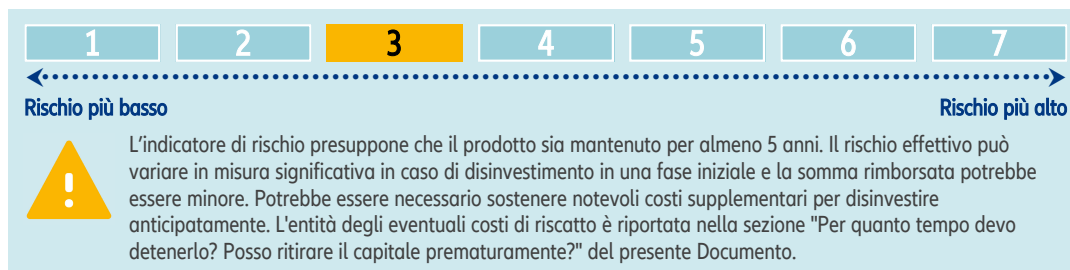 1 2 3 4 5 6 7
Rischio più basso Rischio più alto
L'indicatore di rischio presuppone che il prodotto sia mantenuto per almeno 5 anni. Il rischio effettivo può
variare in misura significativa in caso di disinvestimento in una fase iniziale e la somma rimborsata potrebbe
essere minore. Potrebbe essere necessario sostenere notevoli costi supplementari per disinvestire
anticipatamente. L'entità degli eventuali costi di riscatto è riportata nella sezione "Per quanto tempo devo
detenerlo? Posso ritirare il capitale prematuramente?" del presente Documento.